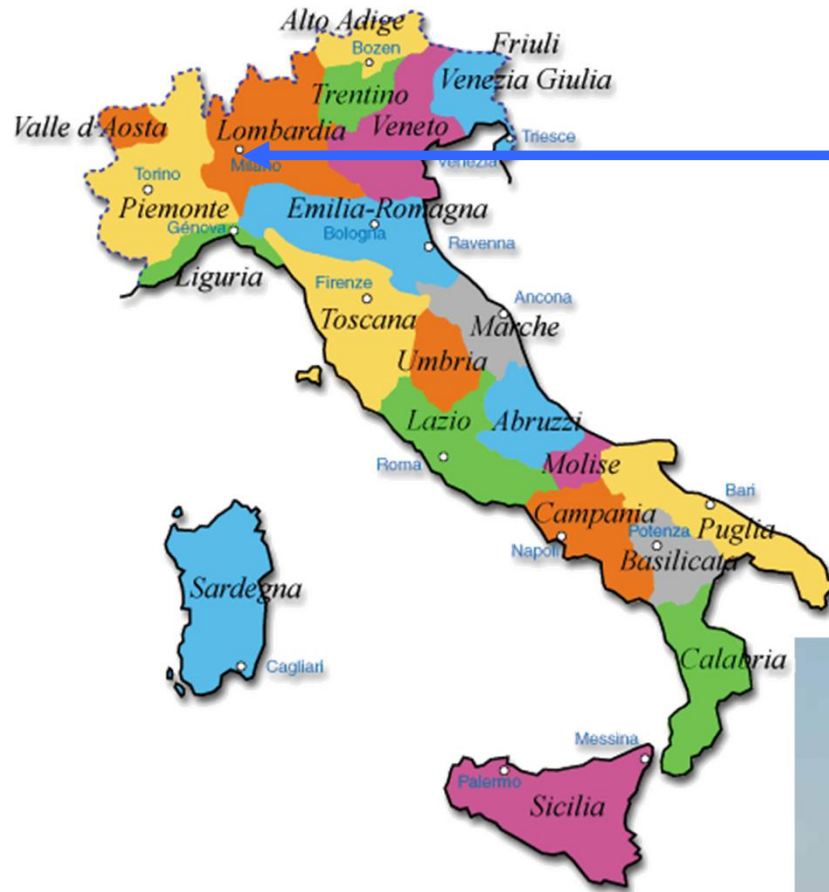 Alto Adige
Bozen
Friuli
Venezia Giulia
Trentino
Valle d'Aosta
Lombardia
Veneto
Triesce
Venezia
Milano
Torino
Piemonte
Emilia-Romagna
Génova
Bologna
Ravenna
Liguria
Firenze
Toscana
Ancona
Marche
Umbria
Lazio
Abruzzi
Roma
Molise
Bari
Campania
Puglia
Potenza
Napoli
Basilicata
Sardegna
Cagliari
Calabria
Messina
Palermo
Sicilia